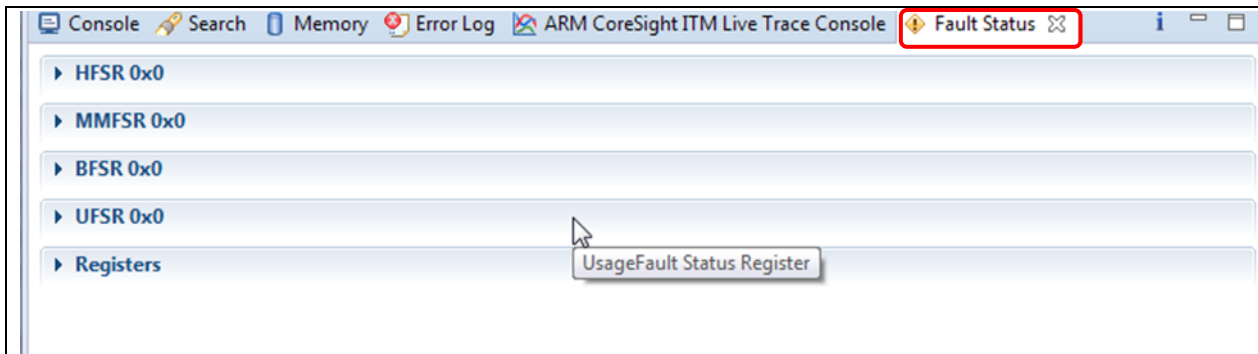 Console Search Memory Error Log ARM CoreSight ITM Live Trace Console Fault Status
HFSR 0x0
MMFSR 0x0
BFSR 0x0
UFSR 0x0
Registers
UsageFault Status Register